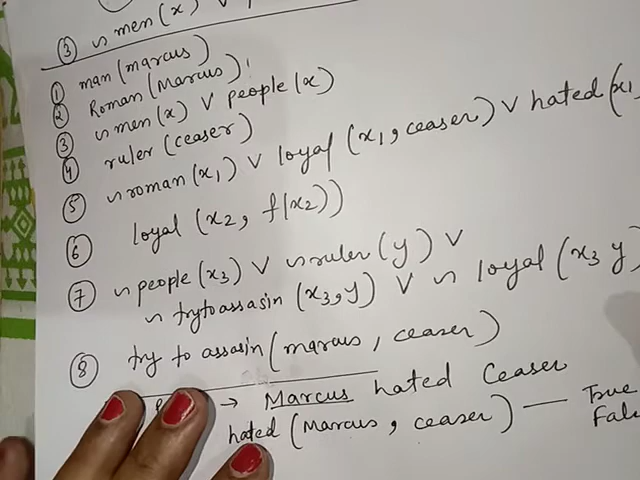 ③ ~ men(x) V
① man(marcus)
② Roman(Marcus)
③ ~men(x) V people(x)
④ ruler(ceaser)
⑤ ~roman(x1) V loyal(x1, ceaser) V hated(x1
⑥ loyal(x2, f(x2))
⑦ ~people(x3) V ~ruler(y) V
~ trytoassasin(x3,y) V ~ loyal(x3 y)
⑧ try to assasin(marcus, ceaser)
→ Marcus hated Ceaser
hated(Marcus, ceaser) — True
Fals